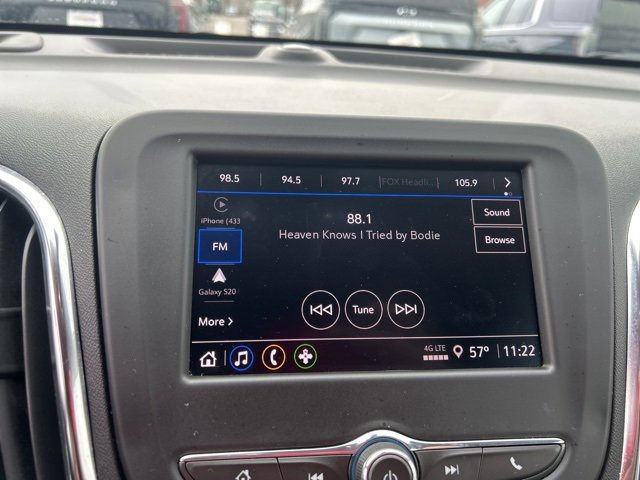 98.5 94.5 97.7 FOX Headli... 105.9
iPhone (433
88.1
Sound
Heaven Knows I Tried by Bodie
FM
Browse
Galaxy S20
Tune
More
4G LTE
57° 11:22